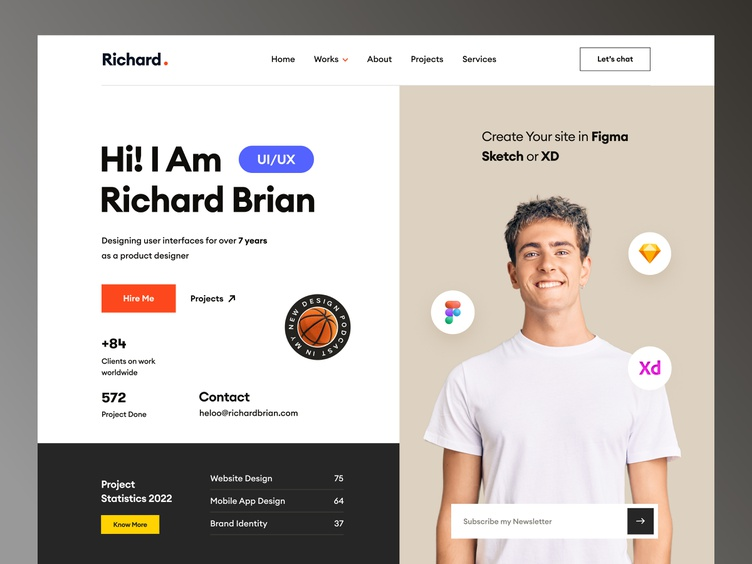 Richard.
Home Works About Projects Services
Let's chat
Hi! I Am UI/UX
Richard Brian
Designing user interfaces for over 7 years
as a product designer
Hire Me
Projects
NEW DESIGN PODCAST IN MY
+84
Clients on work
worldwide
572
Project Done
Contact
heloo@richardbrian.com
Project
Statistics 2022
Know More
Website Design 75
Mobile App Design 64
Brand Identity 37
Create Your site in Figma
Sketch or XD
Xd
Subscribe my Newsletter